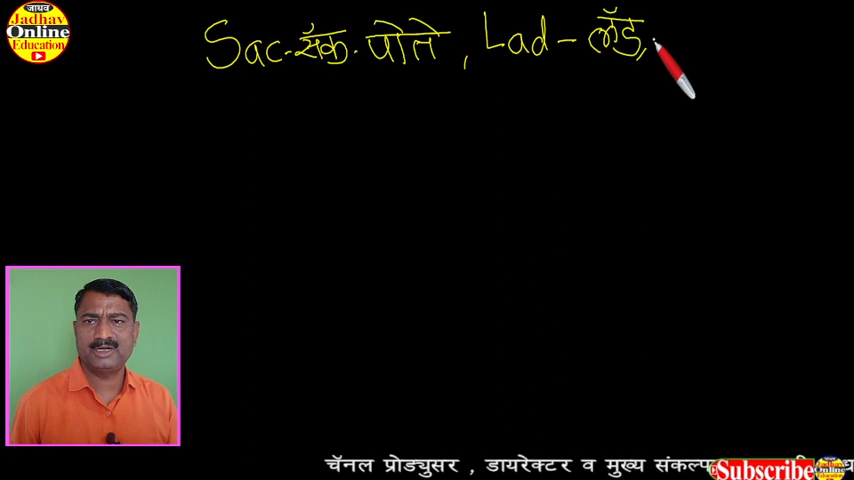 जाधव
Jadhav
Online
Education
Sac-सॅक-पोते, Lad-लॅड,
चॅनल प्रोड्युसर , डायरेक्टर व मुख्य संकल्प
Subscribe